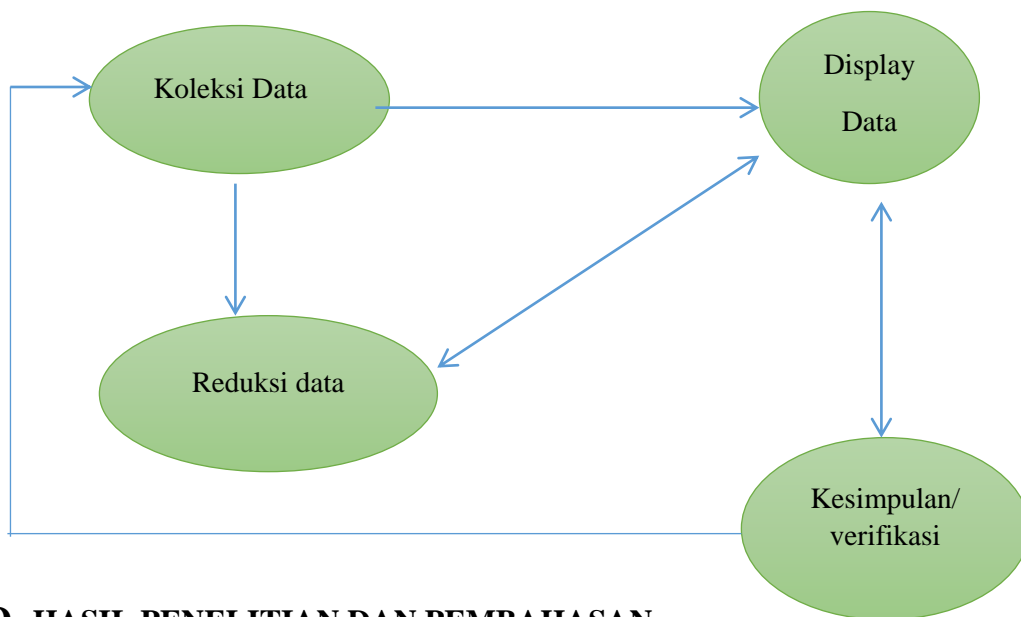 Koleksi Data
Display
Data
Reduksi data
Kesimpulan/
verifikasi
D. HASIL PENELITIAN DAN PEMBAHASAN